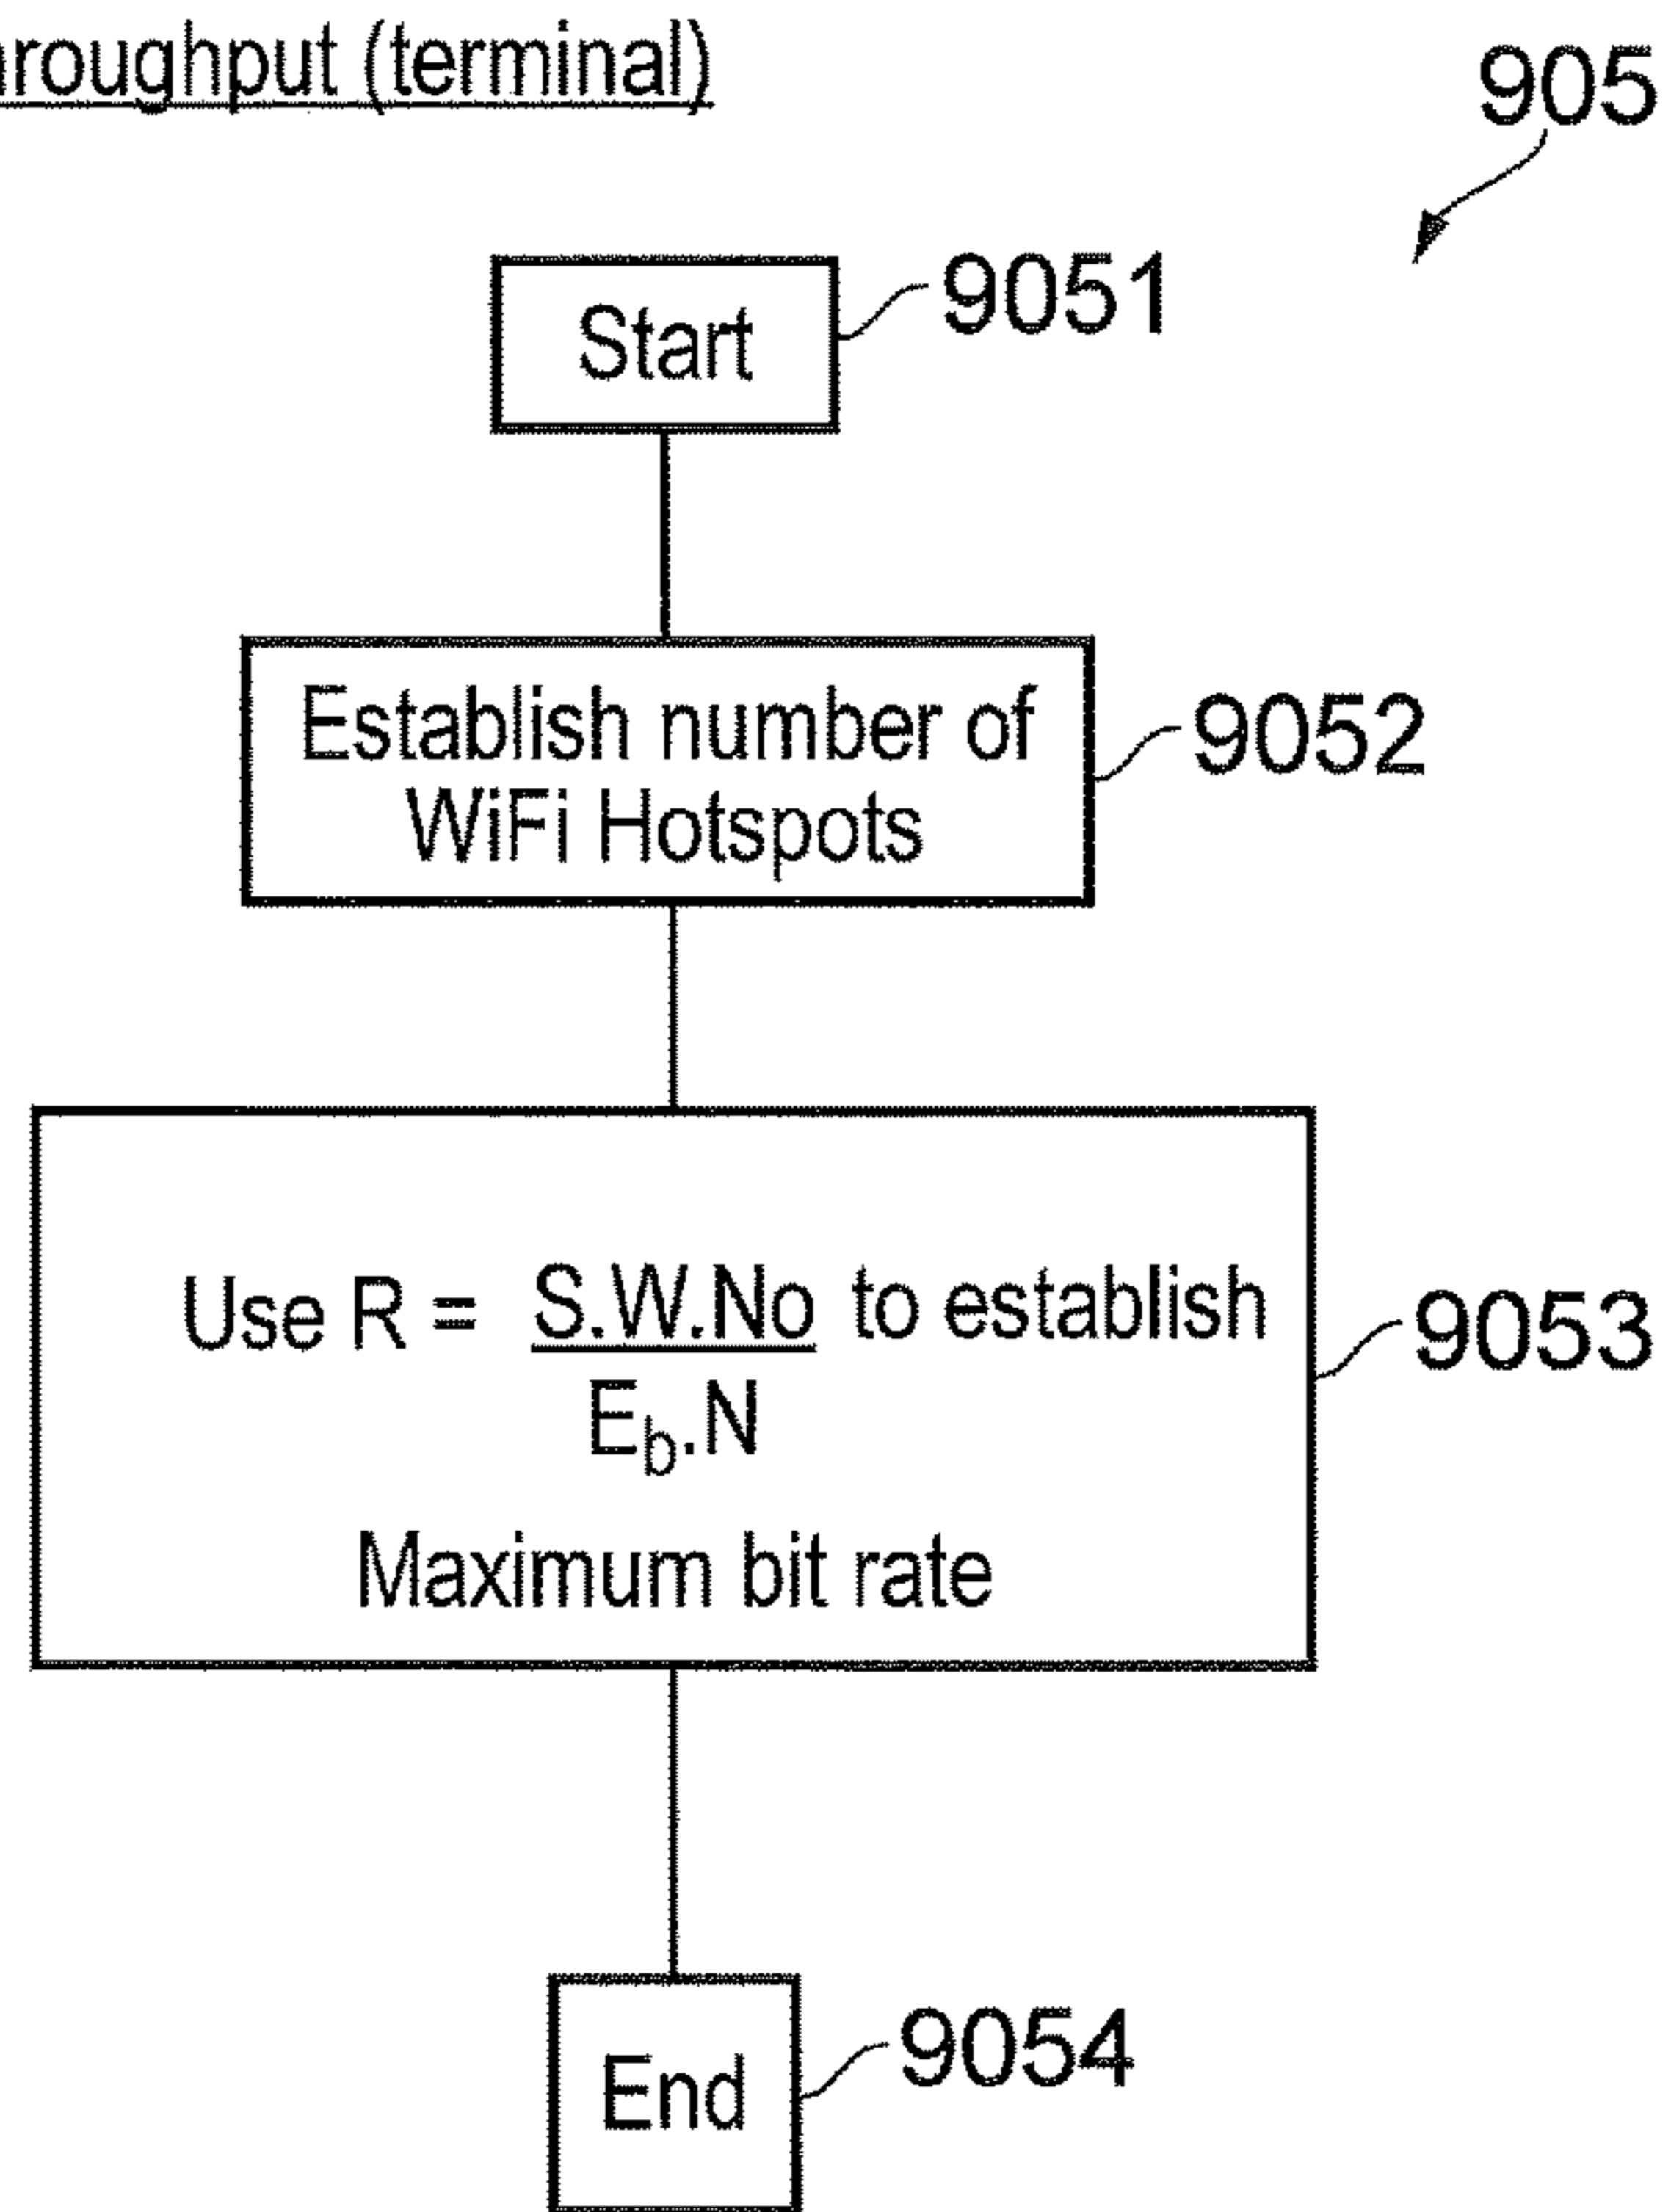 roughput (terminal)
905
Start
9051
Establish number of
WiFi Hotspots
9052
Use R = S.W.No to establish
E_b.N
Maximum bit rate
9053
End
9054